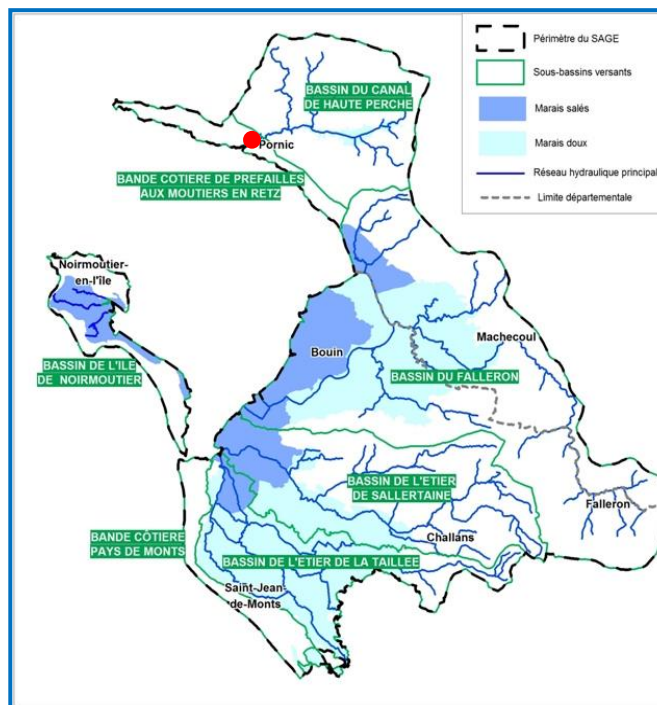 Périmètre du SAGE
Sous-bassins versants
Marais salés
Marais doux
Réseau hydraulique principal
Limite départementale
BASSIN DU CANAL
DE HAUTE PERCHE
Pornic
BANDE COTIERE DE PREFAILLES
AUX MOUTIERS EN RETZ
Noirmoutier-
en-l'île
BASSIN DE L'ILE
DE NOIRMOUTIER
Machecoul
Bouin
BASSIN DU FALLERON
BASSIN DE L'ETIER
DE SALLERTAINE
Falleron
BANDE CÔTIERE
PAYS DE MONTS
Challans
BASSIN DE L'ETIER DE LA TAILLEE
Saint-Jean-
de-Monts